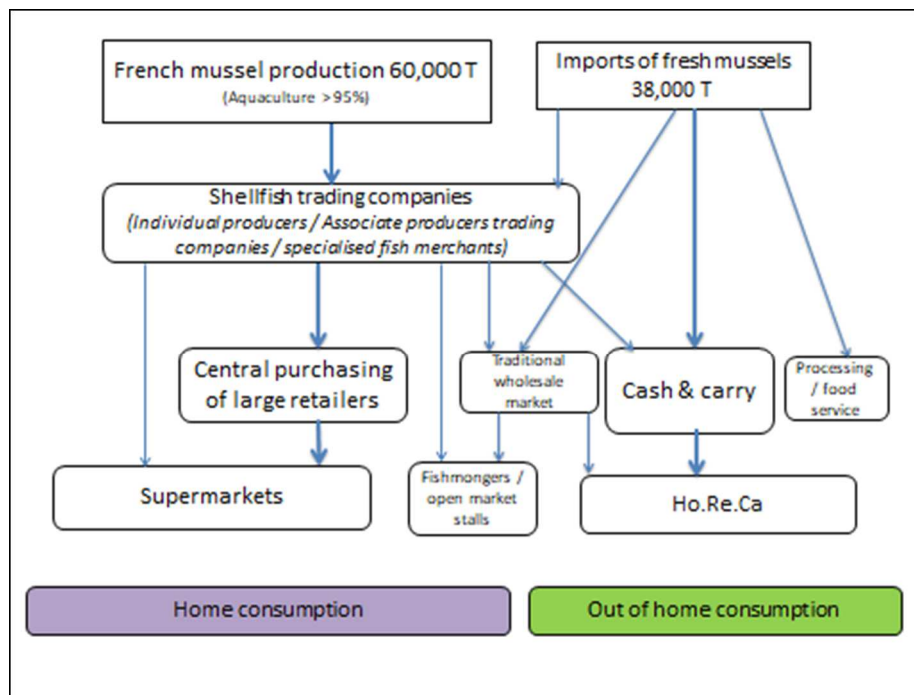 French mussel production 60,000 T
(Aquaculture >95%)
Imports of fresh mussels
38,000 T
Shellfish trading companies
(Individual producers / Associate producers trading
companies / specialised fish merchants)
Central purchasing
of large retailers
Traditional
wholesale
market
Cash & carry
Processing
/ food
service
Supermarkets
Fishmongers /
open market
stalls
Ho.Re.Ca
Home consumption
Out of home consumption